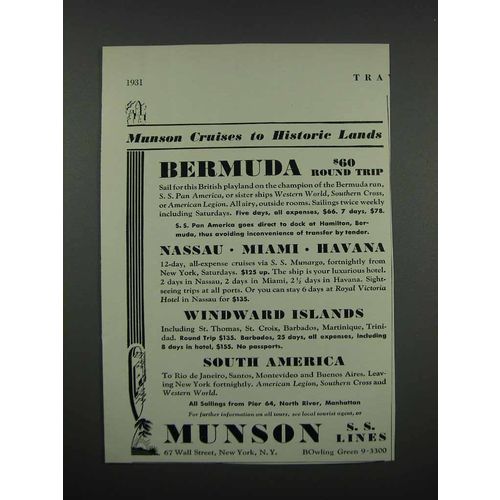 1931
TRA
Munson Cruises to Historic Lands
BERMUDA $60
ROUND TRIP
Sail for this British playland on the champion of the Bermuda run,
S. S. Pan America, or sister ships Western World, Southern Cross,
or American Legion. All airy, outside rooms. Sailings twice weekly
including Saturdays. Five days, all expenses, $66. 7 days, $78.
S. S. Pan America goes direct to dock at Hamilton, Ber-
muda, thus avoiding inconvenience of transfer by tender.
NASSAU · MIAMI · HAVANA
12-day, all-expense cruises via S. S. Munargo, fortnightly from
New York, Saturdays. $125 up. The ship is your luxurious hotel.
2 days in Nassau, 2 days in Miami, 2½ days in Havana. Sight-
seeing trips at all ports. Or you can stay 6 days at Royal Victoria
Hotel in Nassau for $135.
WINDWARD ISLANDS
Including St. Thomas, St. Croix, Barbados, Martinique, Trini-
dad. Round Trip $135. Barbados, 25 days, all expenses, including
8 days in hotel, $155. No passports.
SOUTH AMERICA
To Rio de Janeiro, Santos, Montevideo and Buenos Aires. Leav-
ing New York fortnightly. American Legion, Southern Cross and
Western World.
All Sailings from Pier 64, North River, Manhattan
For further information on all tours, see local tourist agent, or
MUNSON S. S.
LINES
67 Wall Street, New York, N. Y. BOwling Green 9-3300